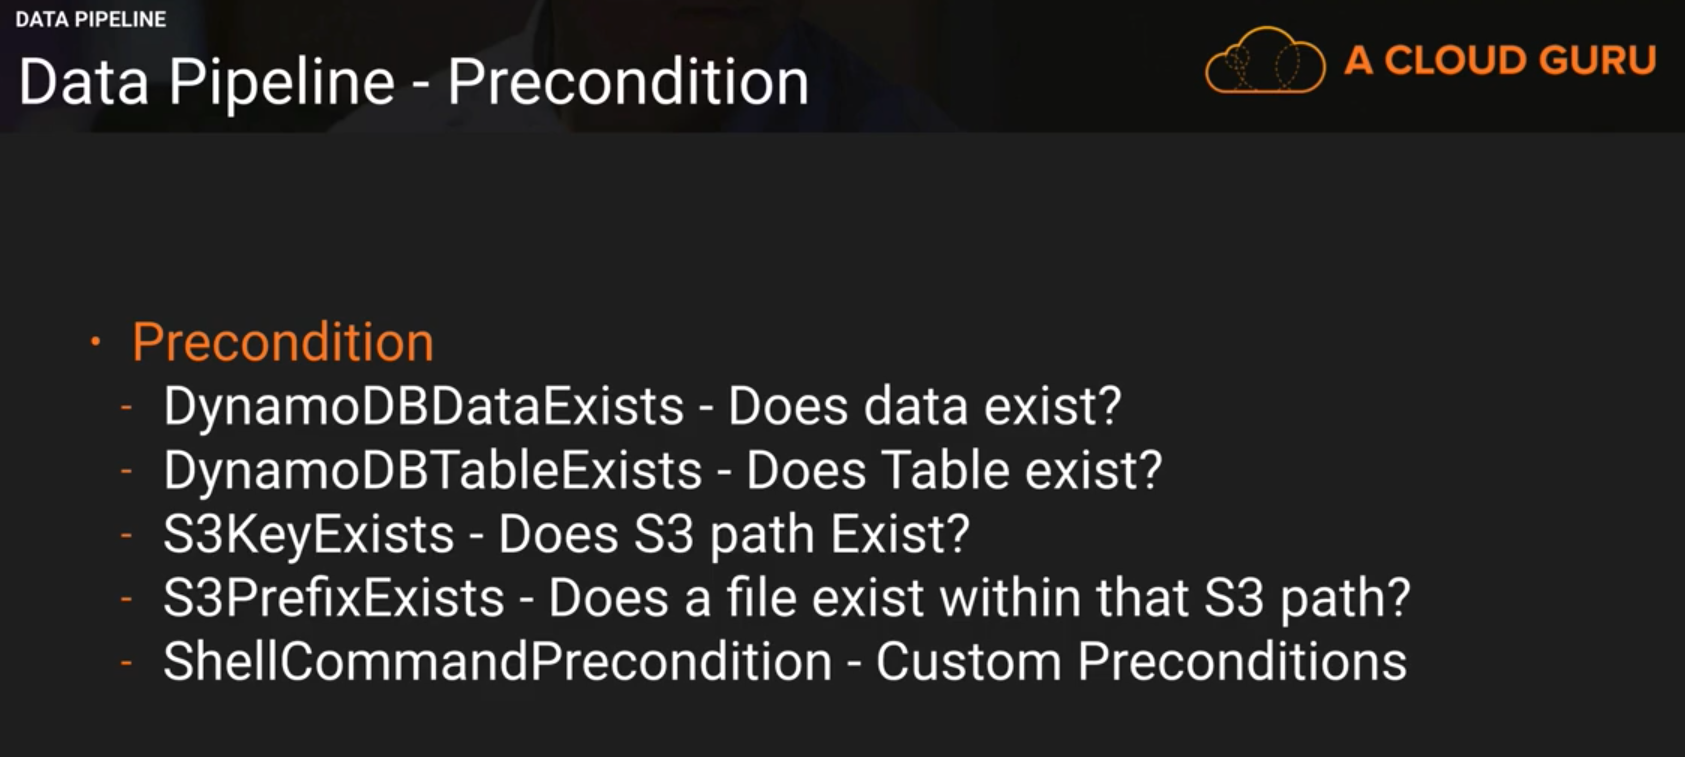 DATA PIPELINE
Data Pipeline - Precondition
A CLOUD GURU
• Precondition
- DynamoDBDataExists - Does data exist?
- DynamoDBTableExists - Does Table exist?
- S3KeyExists - Does S3 path Exist?
- S3PrefixExists - Does a file exist within that S3 path?
- ShellCommandPrecondition - Custom Preconditions